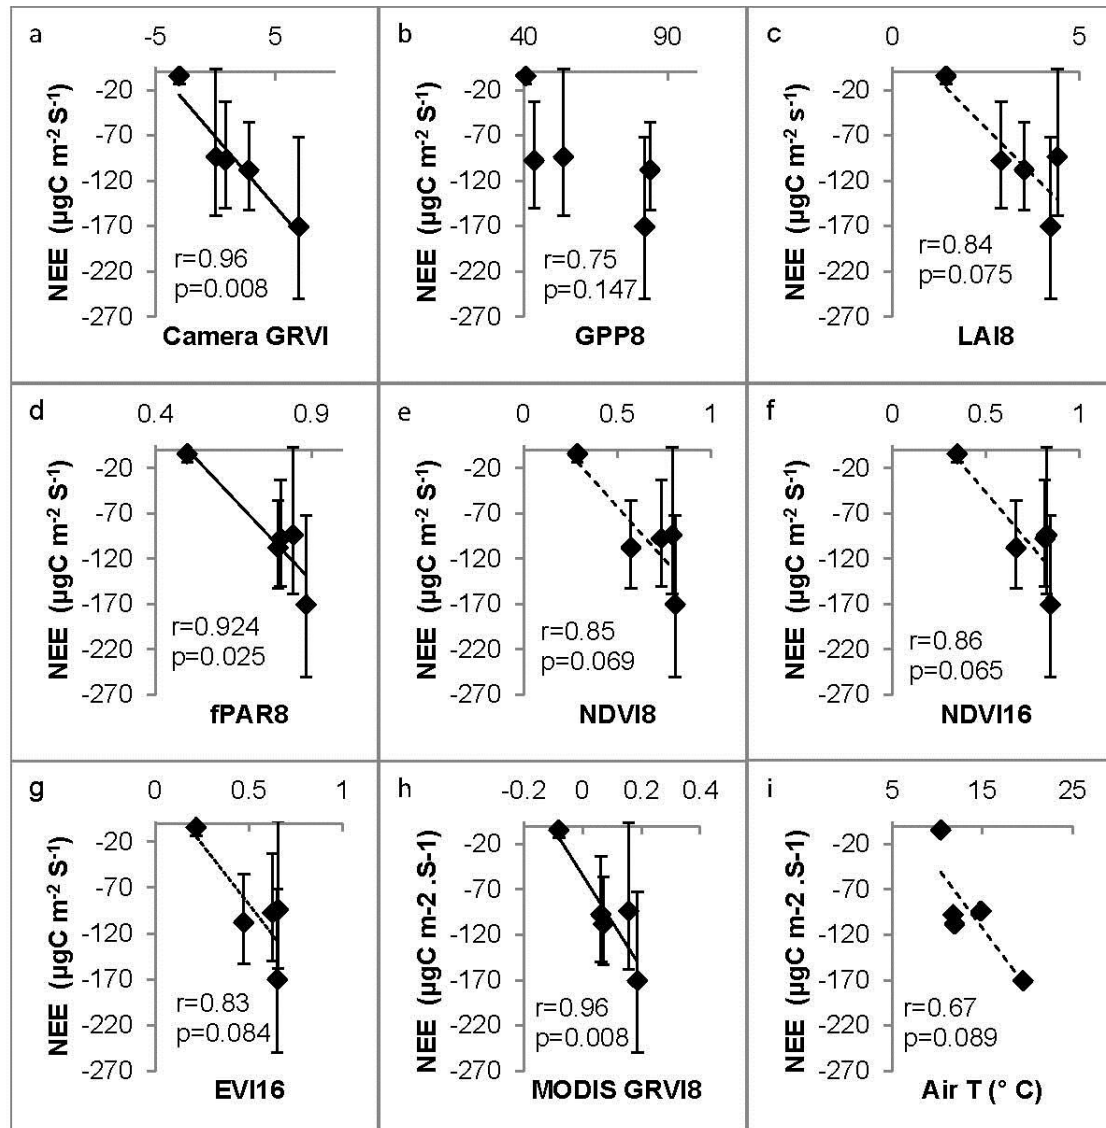 a
-5 5
NEE (µgC m-2 S-1)
-20
-70
-120
-170
-220
-270
r=0.96
p=0.008
Camera GRVI
b
40 90
NEE (µgC m-2 S-1)
-20
-70
-120
-170
-220
-270
r=0.75
p=0.147
GPP8
c
0 5
NEE (µgC m-2 s-1)
-20
-70
-120
-170
-220
-270
r=0.84
p=0.075
LAI8
d
0.4 0.9
NEE (µgC m-2 S-1)
-20
-70
-120
-170
-220
-270
r=0.924
p=0.025
fPAR8
e
0 0.5 1
NEE (µgC m-2 S-1)
-20
-70
-120
-170
-220
-270
r=0.85
p=0.069
NDVI8
f
0 0.5 1
NEE (µgC m-2 S-1)
-20
-70
-120
-170
-220
-270
r=0.86
p=0.065
NDVI16
g
0 0.5 1
NEE (µgC m-2 S-1)
-20
-70
-120
-170
-220
-270
r=0.83
p=0.084
EVI16
h
-0.2 0 0.2 0.4
NEE (µgC m-2 .S-1)
-20
-70
-120
-170
-220
-270
r=0.96
p=0.008
MODIS GRVI8
i
5 15 25
NEE (µgC m-2 .S-1)
-20
-70
-120
-170
-220
-270
r=0.67
p=0.089
Air T (° C)